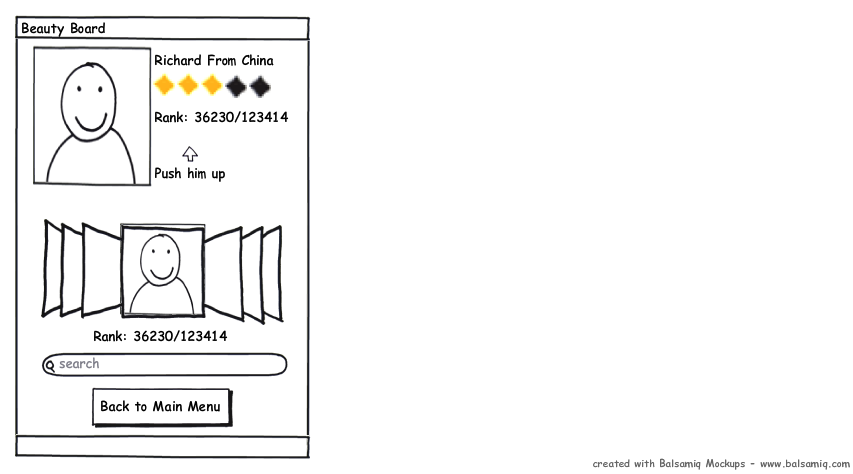 Beauty Board
Richard From China
Rank: 36230/123414
Push him up
Rank: 36230/123414
search
Back to Main Menu
created with Balsamiq Mockups - www.balsamiq.com